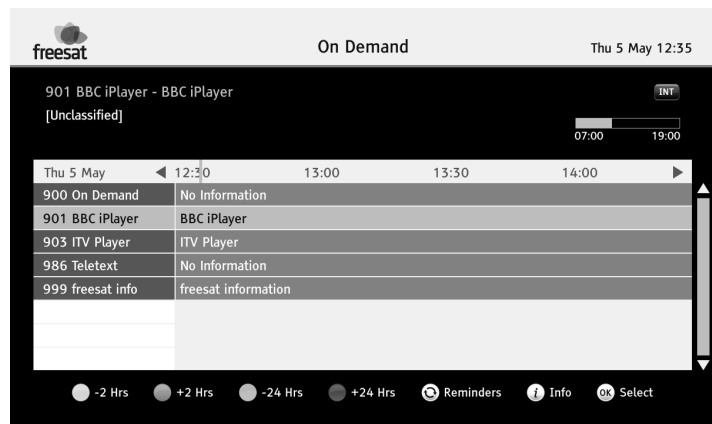 freesat
On Demand
Thu 5 May 12:35
901 BBC iPlayer - BBC iPlayer
INT
[Unclassified]
07:00 19:00
Thu 5 May 12:30 13:00 13:30 14:00
900 On Demand No Information
901 BBC iPlayer BBC iPlayer
903 ITV Player ITV Player
986 Teletext No Information
999 freesat info freesat information
-2 Hrs +2 Hrs -24 Hrs +24 Hrs Reminders i Info OK Select